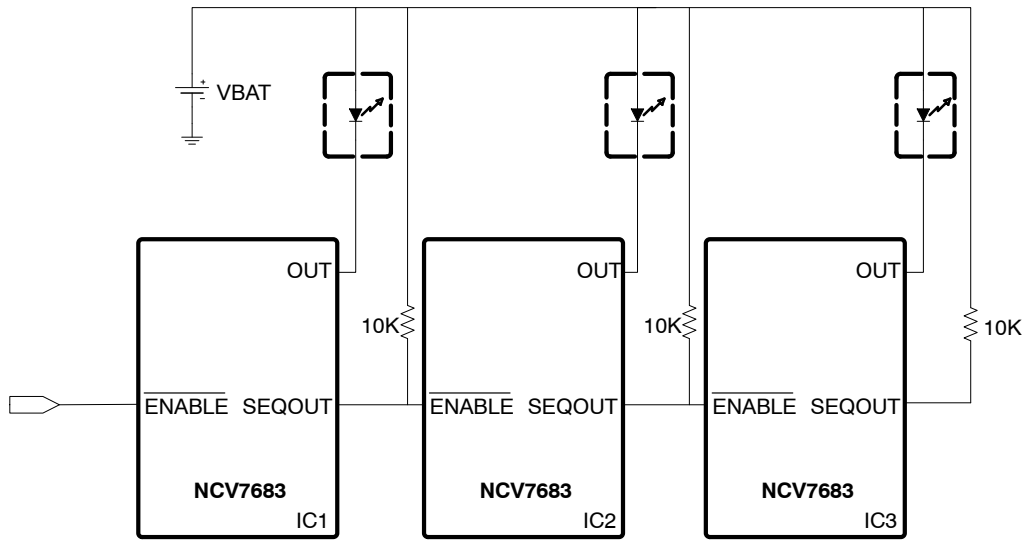 +
- VBAT
OUT
OUT
OUT
10K
10K
10K
ENABLE SEQOUT
ENABLE SEQOUT
ENABLE SEQOUT
NCV7683
NCV7683
NCV7683
IC1
IC2
IC3